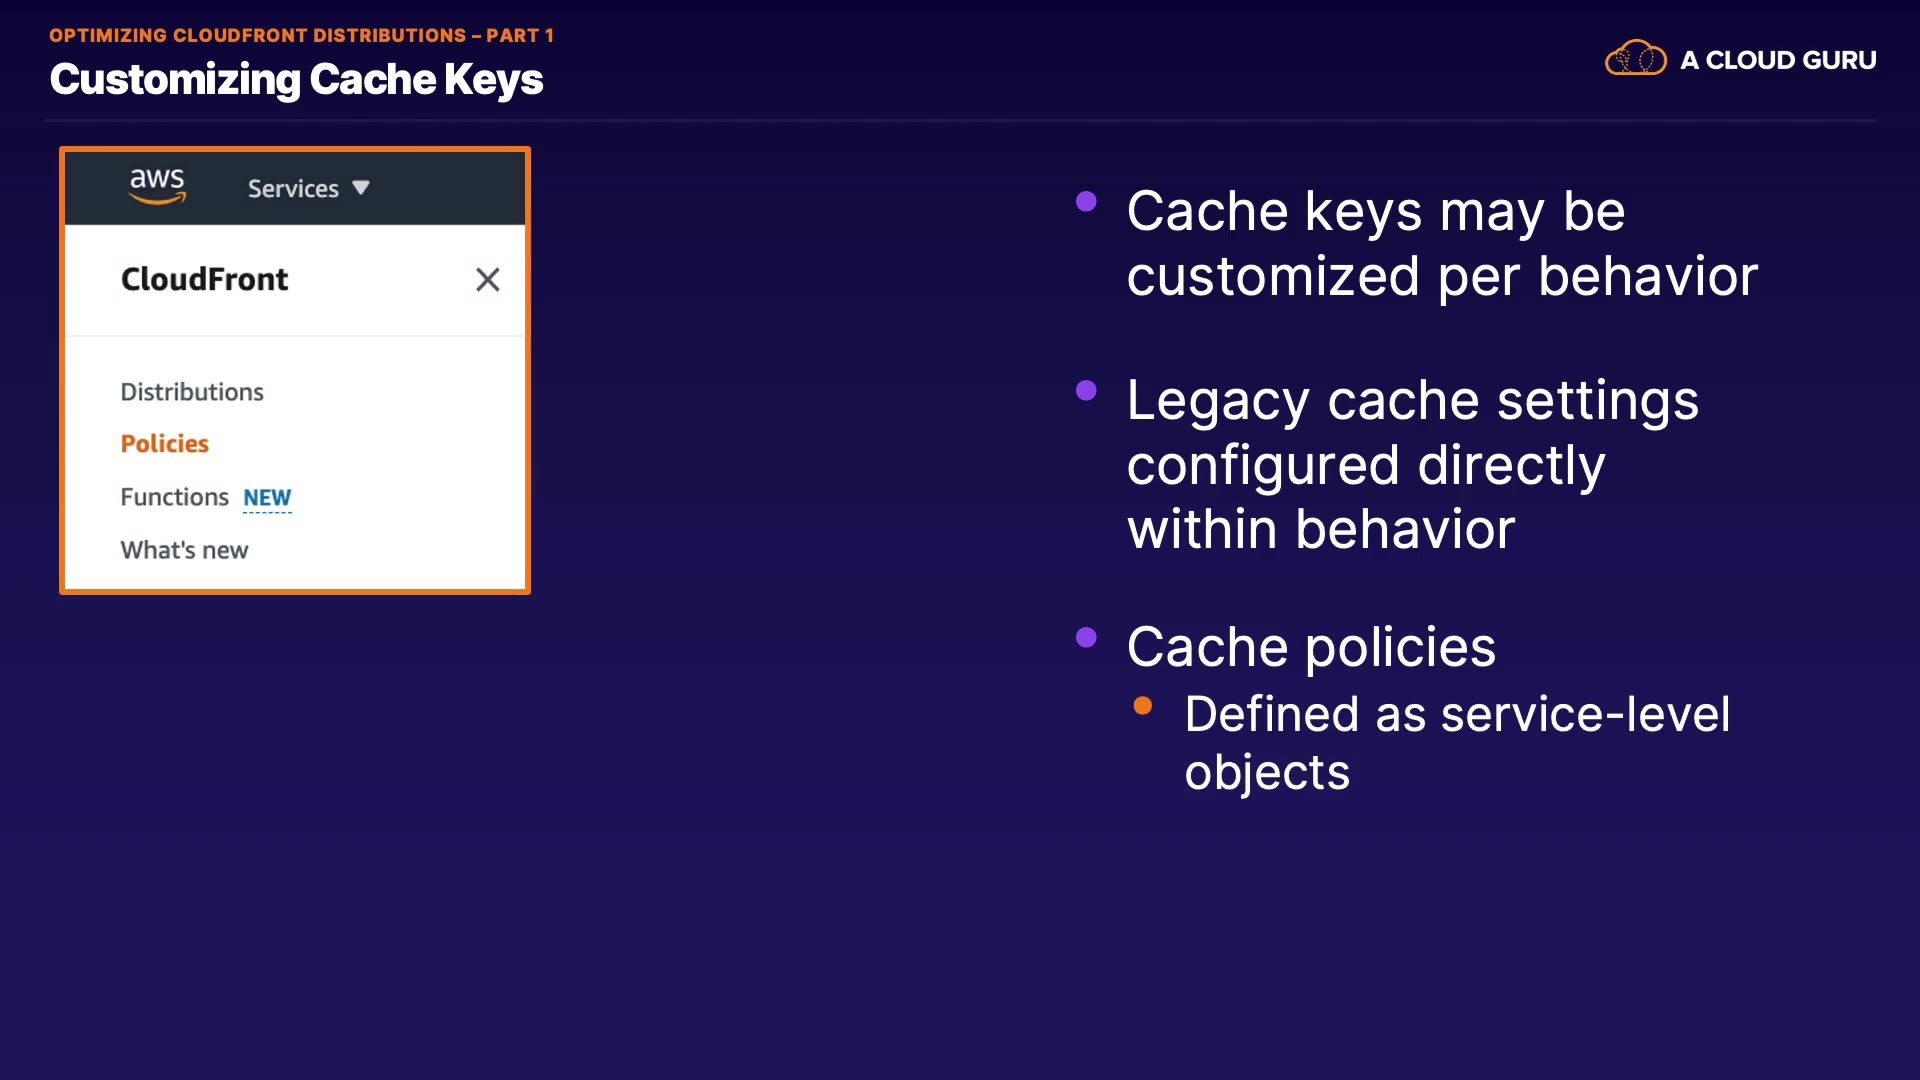 OPTIMIZING CLOUDFRONT DISTRIBUTIONS – PART 1
Customizing Cache Keys
A CLOUD GURU
aws Services ▼
CloudFront
Distributions
Policies
Functions NEW
What's new
Cache keys may be
customized per behavior
Legacy cache settings
configured directly
within behavior
Cache policies
Defined as service-level
objects